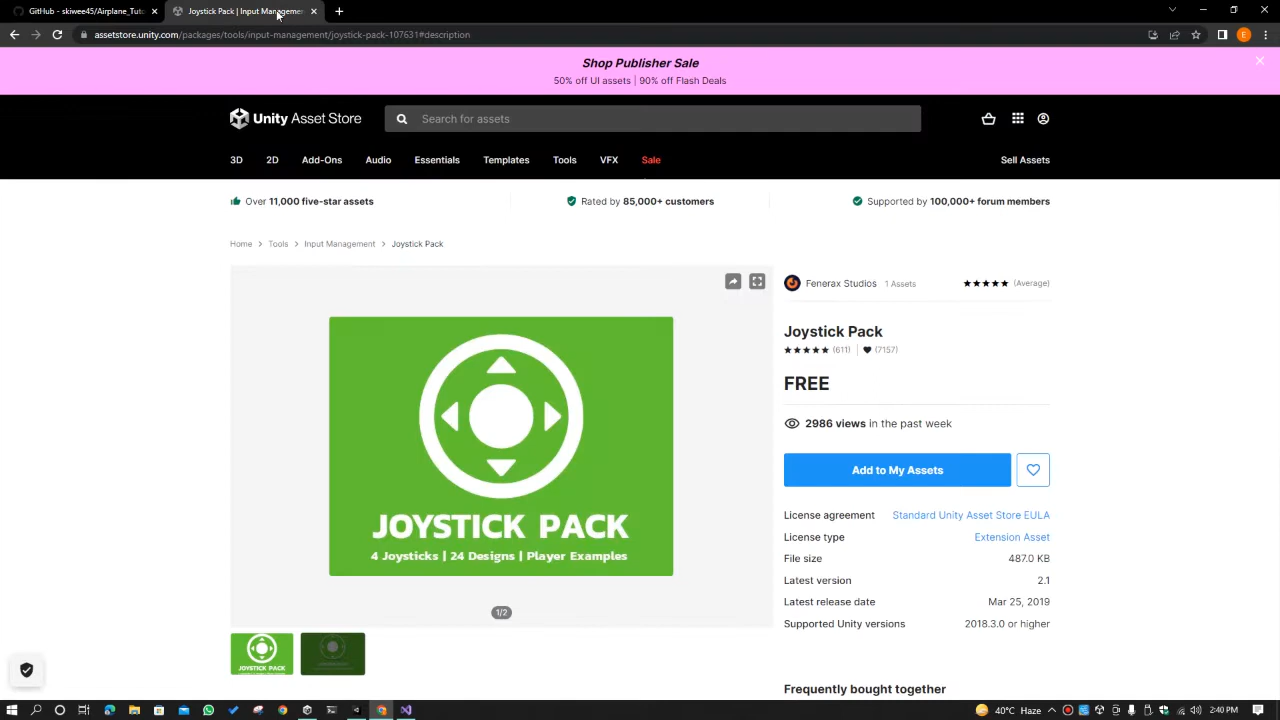 GitHub - skiwee45/Airplane_Tuto
Joystick Pack | Input Manageme
assetstore.unity.com/packages/tools/input-management/joystick-pack-107631#description
E
Shop Publisher Sale
50% off UI assets | 90% off Flash Deals
Unity Asset Store
Search for assets
3D 2D Add-Ons Audio Essentials Templates Tools VFX Sale Sell Assets
Over 11,000 five-star assets
Rated by 85,000+ customers
Supported by 100,000+ forum members
Home > Tools > Input Management > Joystick Pack
JOYSTICK PACK
4 Joysticks | 24 Designs | Player Examples
1/2
JOYSTICK PACK
Fenerax Studios 1 Assets (Average)
Joystick Pack
(611) | (7157)
FREE
2986 views in the past week
Add to My Assets
License agreement Standard Unity Asset Store EULA
License type Extension Asset
File size 487.0 KB
Latest version 2.1
Latest release date Mar 25, 2019
Supported Unity versions 2018.3.0 or higher
Frequently bought together
40°C Haze 2:40 PM